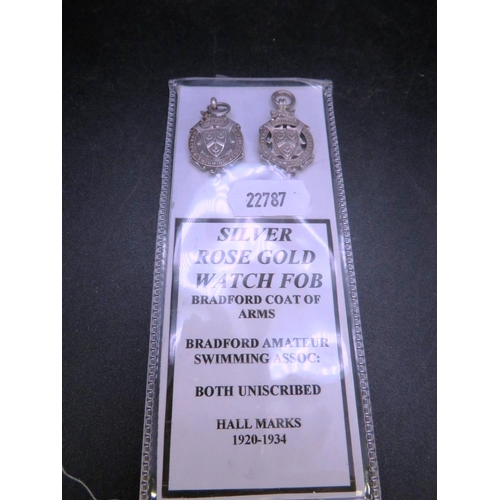 22787
SILVER
ROSE GOLD
WATCH FOB
BRADFORD COAT OF
ARMS
BRADFORD AMATEUR
SWIMMING ASSOC:
BOTH UNISCRIBED
HALL MARKS
1920-1934